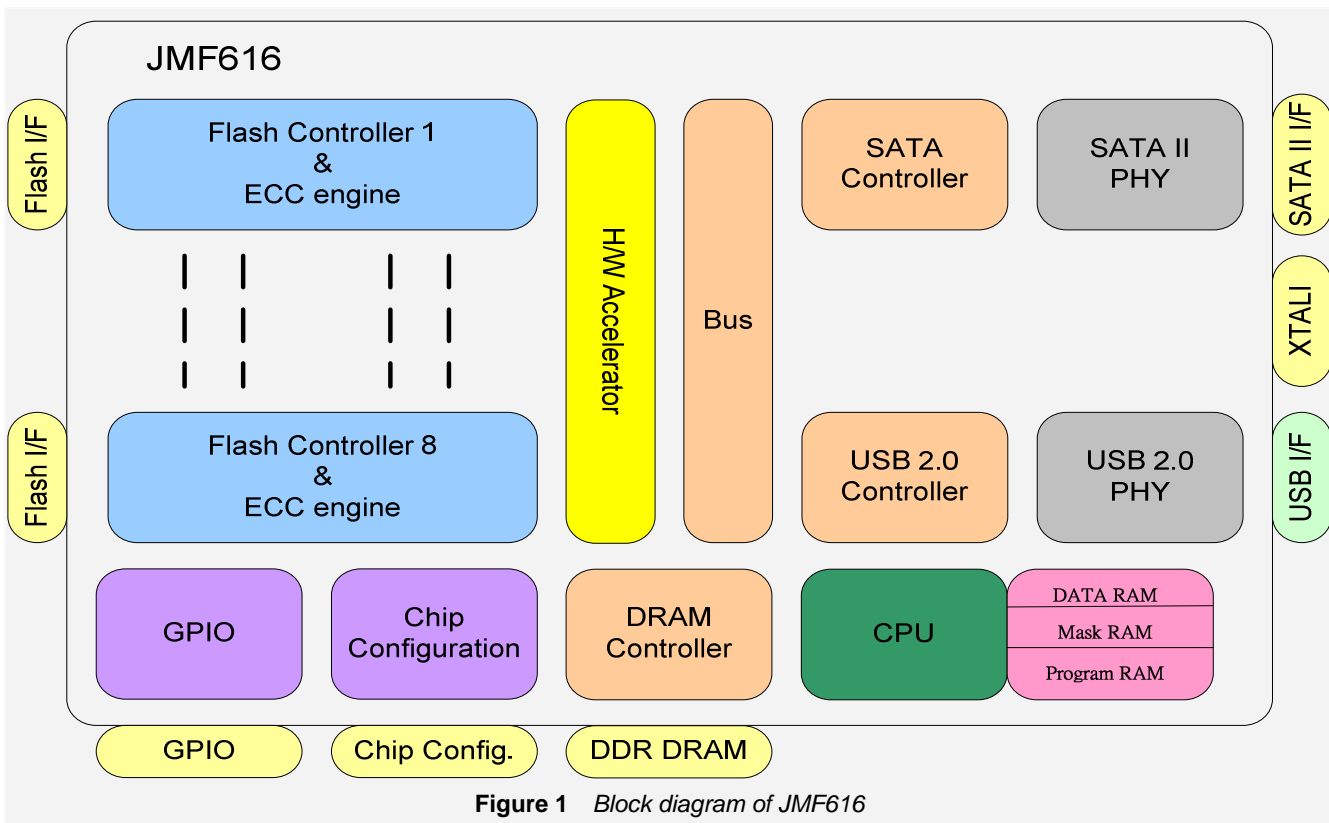 JMF616
Flash I/F
Flash Controller 1
&
ECC engine
H/W Accelerator
Bus
SATA
Controller
SATA II
PHY
SATA II I/F
XTALI
Flash I/F
Flash Controller 8
&
ECC engine
USB 2.0
Controller
USB 2.0
PHY
USB I/F
GPIO
Chip
Configuration
DRAM
Controller
CPU
DATA RAM
Mask RAM
Program RAM
GPIO
Chip Config.
DDR DRAM
Figure 1 Block diagram of JMF616